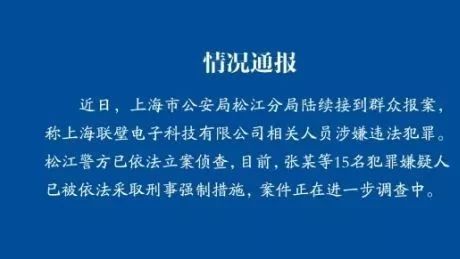 情况通报
近日，上海市公安局松江分局陆续接到群众报案，
称上海联璧电子科技有限公司相关人员涉嫌违法犯罪。
松江警方已依法立案侦查，目前，张某等15名犯罪嫌疑人
已被依法采取刑事强制措施，案件正在进一步调查中。